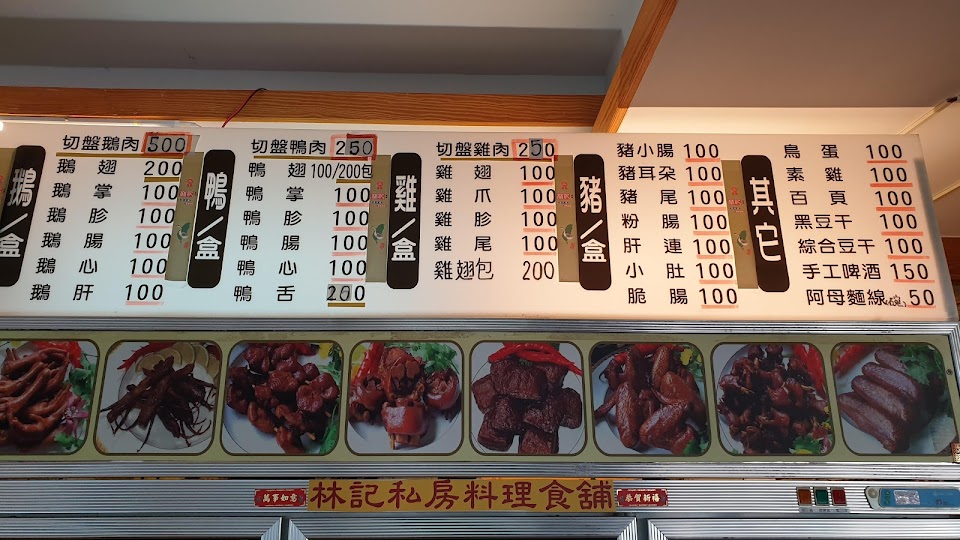 鵝/盒
切盤鵝肉 500
鵝翅 200
鵝掌 100
鵝胗 100
鵝腸 100
鵝心 100
鵝肝 100
鴨/盒
切盤鴨肉 250
鴨翅 100/200包
鴨掌 100
鴨胗 100
鴨腸 100
鴨心 100
鴨舌 200
雞/盒
切盤雞肉 250
雞翅 100
雞爪 100
雞胗 100
雞尾 100
雞翅包 200
豬/盒
豬小腸 100
豬耳朵 100
豬尾 100
粉腸 100
肝連 100
小肚 100
脆腸 100
其它
鳥蛋 100
素雞 100
百頁 100
黑豆干 100
綜合豆干 100
手工啤酒 150
阿母麵線(碗) 50
萬事如意
林記私房料理食舖
恭賀新禧